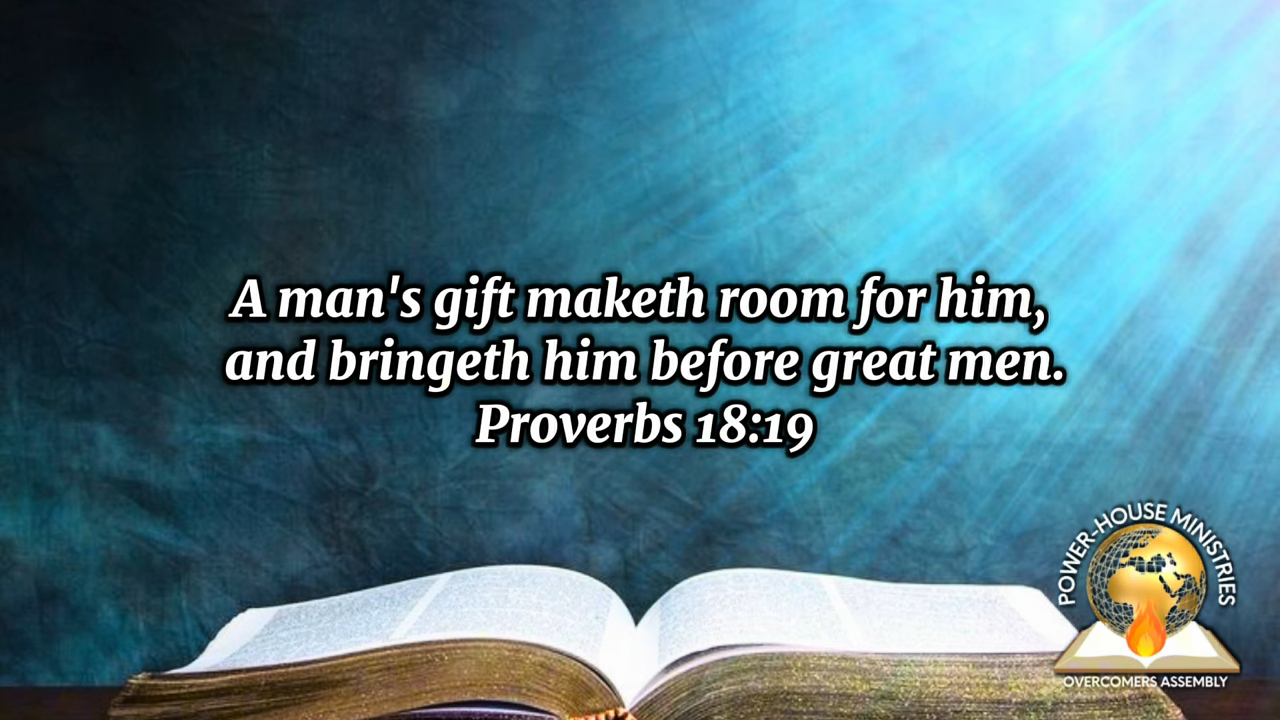 A man's gift maketh room for him,
and bringeth him before great men.
Proverbs 18:19
POWER-HOUSE MINISTRIES
OVERCOMERS ASSEMBLY